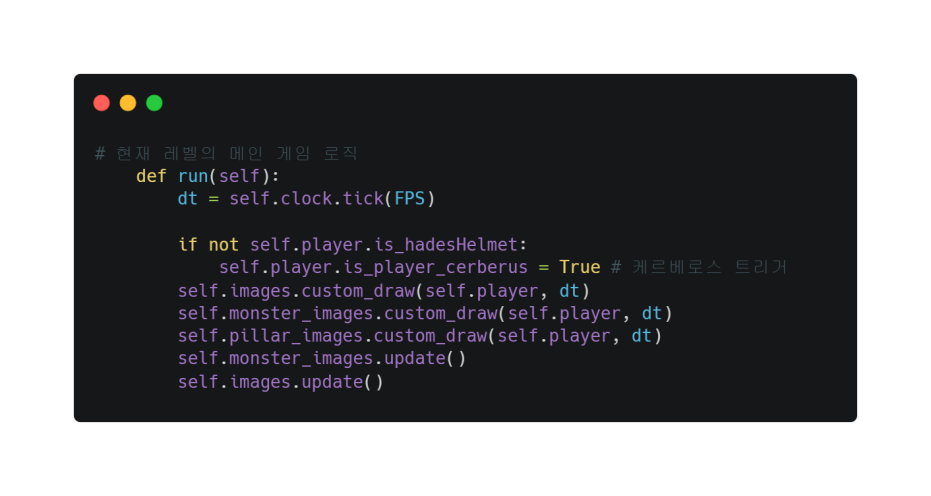 # 현재 레벨의 메인 게임 로직
    def run(self):
        dt = self.clock.tick(FPS)

        if not self.player.is_hadesHelmet:
            self.player.is_player_cerberus = True # 케르베로스 트리거
        self.images.custom_draw(self.player, dt)
        self.monster_images.custom_draw(self.player, dt)
        self.pillar_images.custom_draw(self.player, dt)
        self.monster_images.update()
        self.images.update()